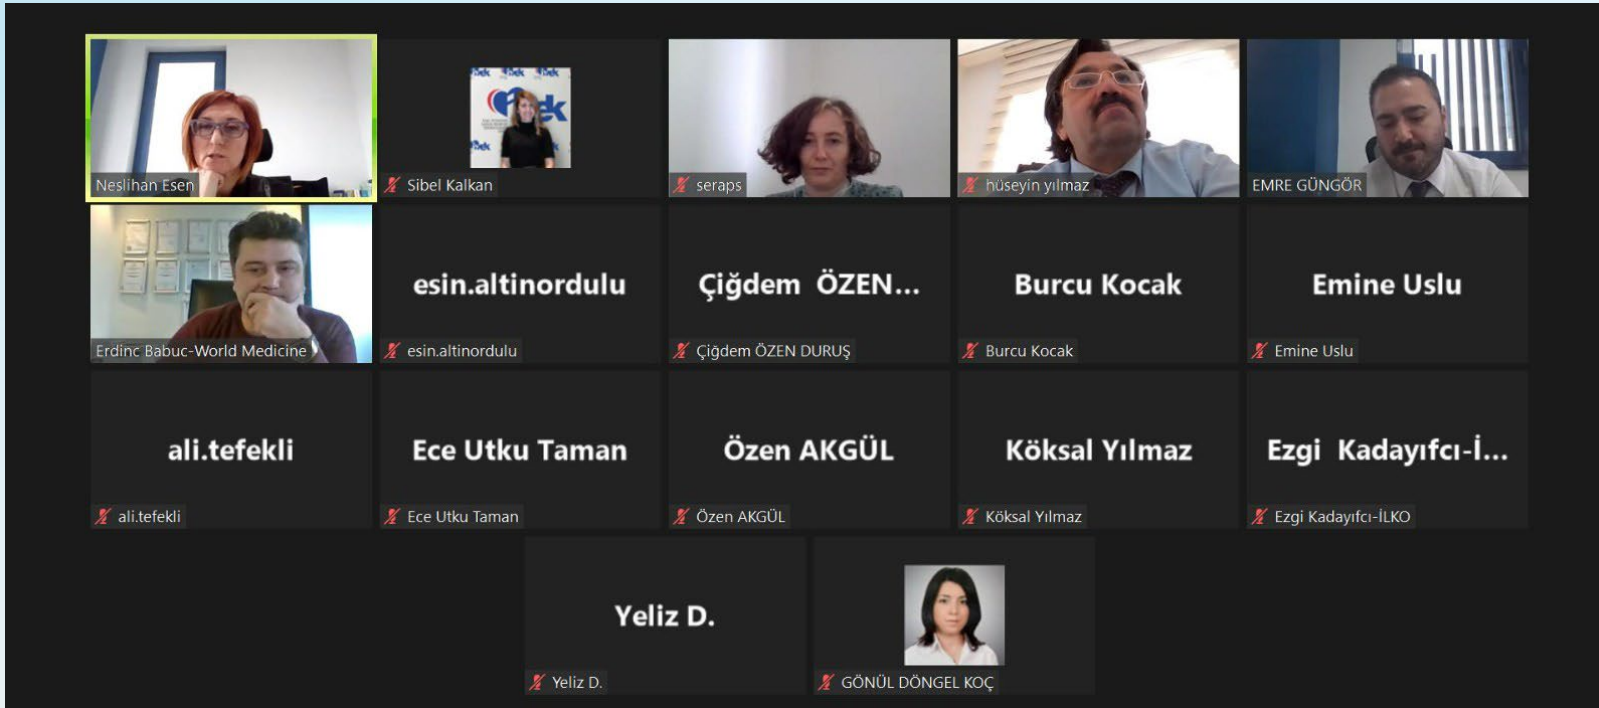 Neslihan Esen
Sibel Kalkan
seraps
hüseyin yılmaz
EMRE GÜNGÖR
Erdinc Babuc-World Medicine
esin.altinordulu
esin.altinordulu
Çiğdem ÖZEN...
Çiğdem ÖZEN DURUŞ
Burcu Kocak
Burcu Kocak
Emine Uslu
Emine Uslu
ali.tefekli
ali.tefekli
Ece Utku Taman
Ece Utku Taman
Özen AKGÜL
Özen AKGÜL
Köksal Yılmaz
Köksal Yılmaz
Ezgi Kadayıfcı-İ...
Ezgi Kadayıfcı-İLKO
Yeliz D.
Yeliz D.
GÖNÜL DÖNGEL KOÇ